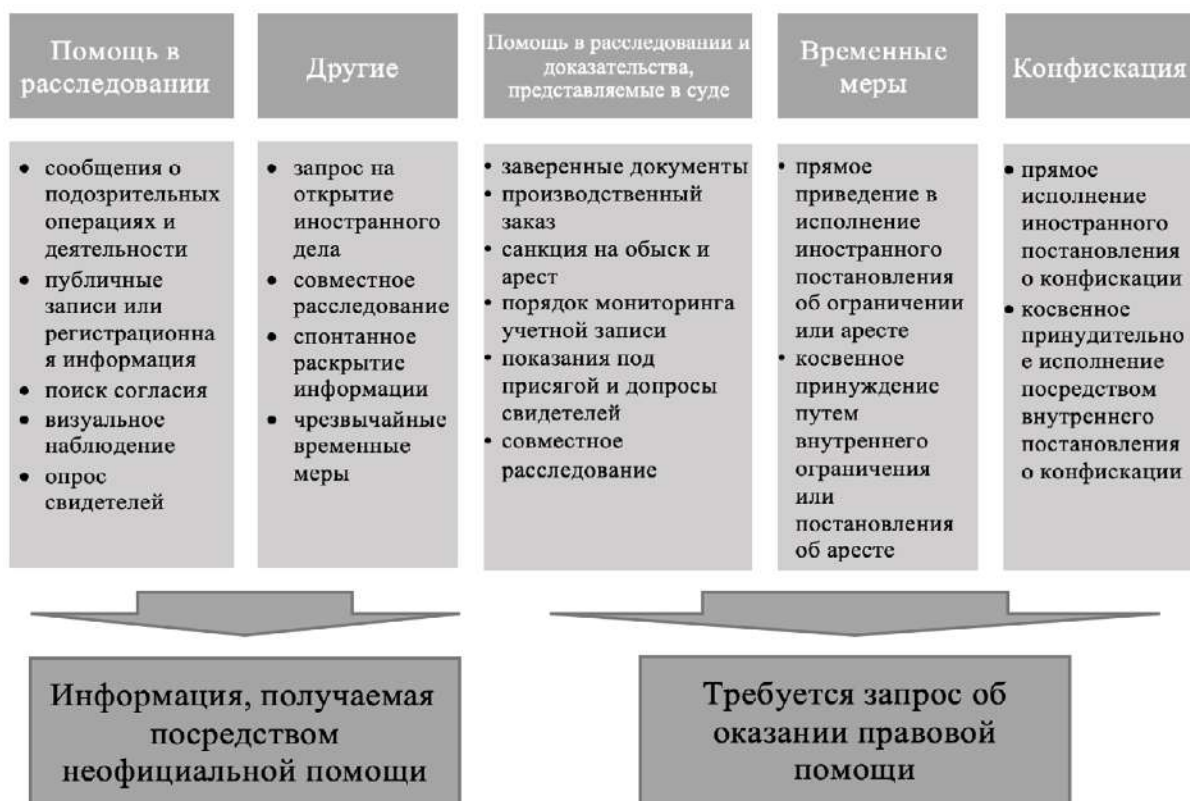 Помощь в
расследовании
Другие
Помощь в расследовании и
доказательства,
представляемые в суде
Временные
меры
Конфискация
• сообщения о
подозрительных
операциях и
деятельности
• публичные
записи или
регистрационна
я информация
• поиск согласия
• визуальное
наблюдение
• опрос
свидетелей
• запрос на
открытие
иностранного
дела
• совместное
расследование
• спонтанное
раскрытие
информации
• чрезвычайные
временные
меры
• заверенные документы
• производственный
заказ
• санкция на обыск и
арест
• порядок мониторинга
учетной записи
• показания под
присягой и допросы
свидетелей
• совместное
расследование
• прямое
приведение в
исполнение
иностранного
постановления
об ограничении
или аресте
• косвенное
принуждение
путем
внутреннего
ограничения
или
постановления
об аресте
• прямое
исполнение
иностранного
постановления
о конфискации
• косвенное
принудительно
е исполнение
посредством
внутреннего
постановления
о конфискации
Информация, получаемая
посредством
неофициальной помощи
Требуется запрос об
оказании правовой
помощи